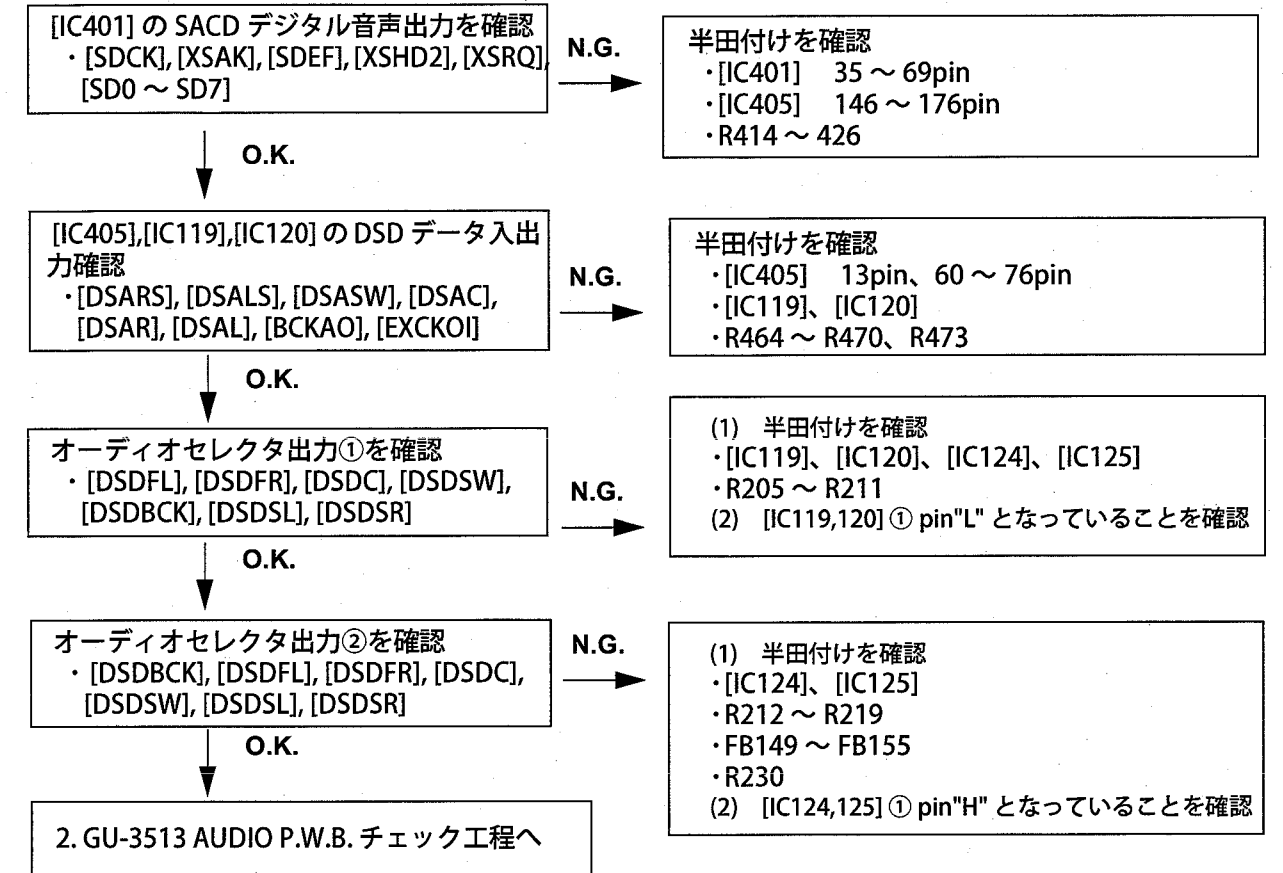 [IC401] の SACD デジタル音声出力を確認
・[SDCK], [XSAK], [SDEF], [XSHD2], [XSRQ],
[SD0 ～ SD7]
N.G.
半田付けを確認
・[IC401] 35 ～ 69pin
・[IC405] 146 ～ 176pin
・R414 ～ 426
O.K.
[IC405],[IC119],[IC120] の DSD データ入出
力確認
・[DSARS], [DSALS], [DSASW], [DSAC],
[DSAR], [DSAL], [BCKAO], [EXCKOI]
N.G.
半田付けを確認
・[IC405] 13pin、60 ～ 76pin
・[IC119]、[IC120]
・R464 ～ R470、R473
O.K.
オーディオセレクタ出力①を確認
・[DSDFL], [DSDFR], [DSDC], [DSDSW],
[DSDBCK], [DSDSL], [DSDSR]
N.G.
(1) 半田付けを確認
・[IC119]、[IC120]、[IC124]、[IC125]
・R205 ～ R211
(2) [IC119,120] ① pin"L" となっていることを確認
O.K.
オーディオセレクタ出力②を確認
・[DSDBCK], [DSDFL], [DSDFR], [DSDC],
[DSDSW], [DSDSL], [DSDSR]
N.G.
(1) 半田付けを確認
・[IC124]、[IC125]
・R212 ～ R219
・FB149 ～ FB155
・R230
(2) [IC124,125] ① pin"H" となっていることを確認
O.K.
2. GU-3513 AUDIO P.W.B. チェック工程へ